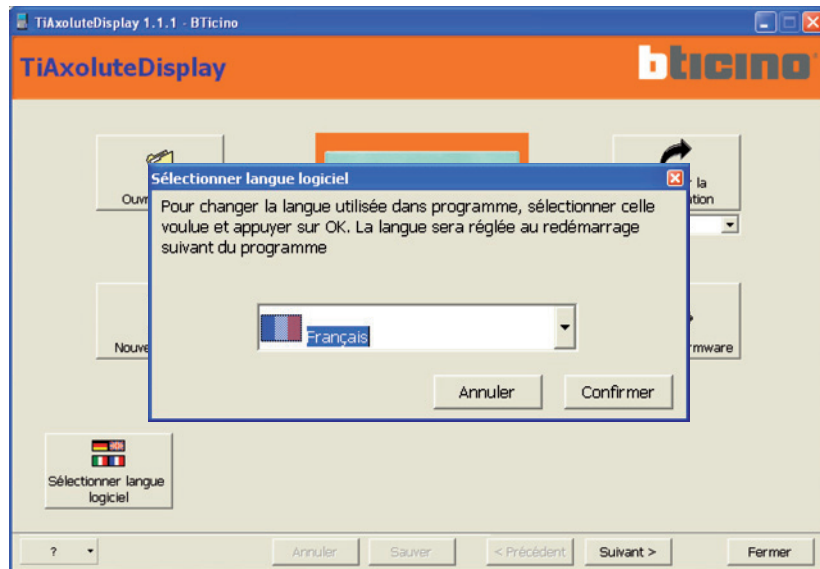 TiAxoluteDisplay 1.1.1 - BTicino
TiAxoluteDisplay
bticino
Sélectionner langue logiciel
Pour changer la langue utilisée dans programme, sélectionner celle
voulue et appuyer sur OK. La langue sera réglée au redémarrage
suivant du programme
Français
Annuler
Confirmer
la
Sélectionner langue
logiciel
?
Annuler
Sauver
< Précédent
Suivant >
Fermer